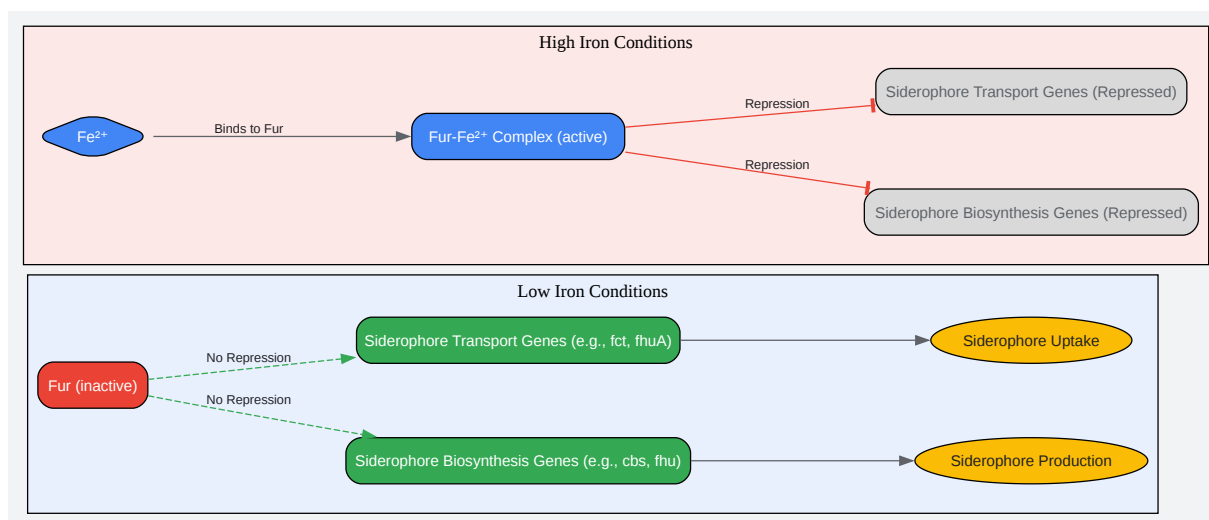 High Iron Conditions
Siderophore Transport Genes (Repressed)
Repression
Fe²⁺
Binds to Fur
Fur-Fe²⁺ Complex (active)
Repression
Siderophore Biosynthesis Genes (Repressed)
Low Iron Conditions
Siderophore Transport Genes (e.g., fct, fhuA)
Siderophore Uptake
No Repression
Fur (inactive)
No Repression
Siderophore Biosynthesis Genes (e.g., cbs, fhu)
Siderophore Production